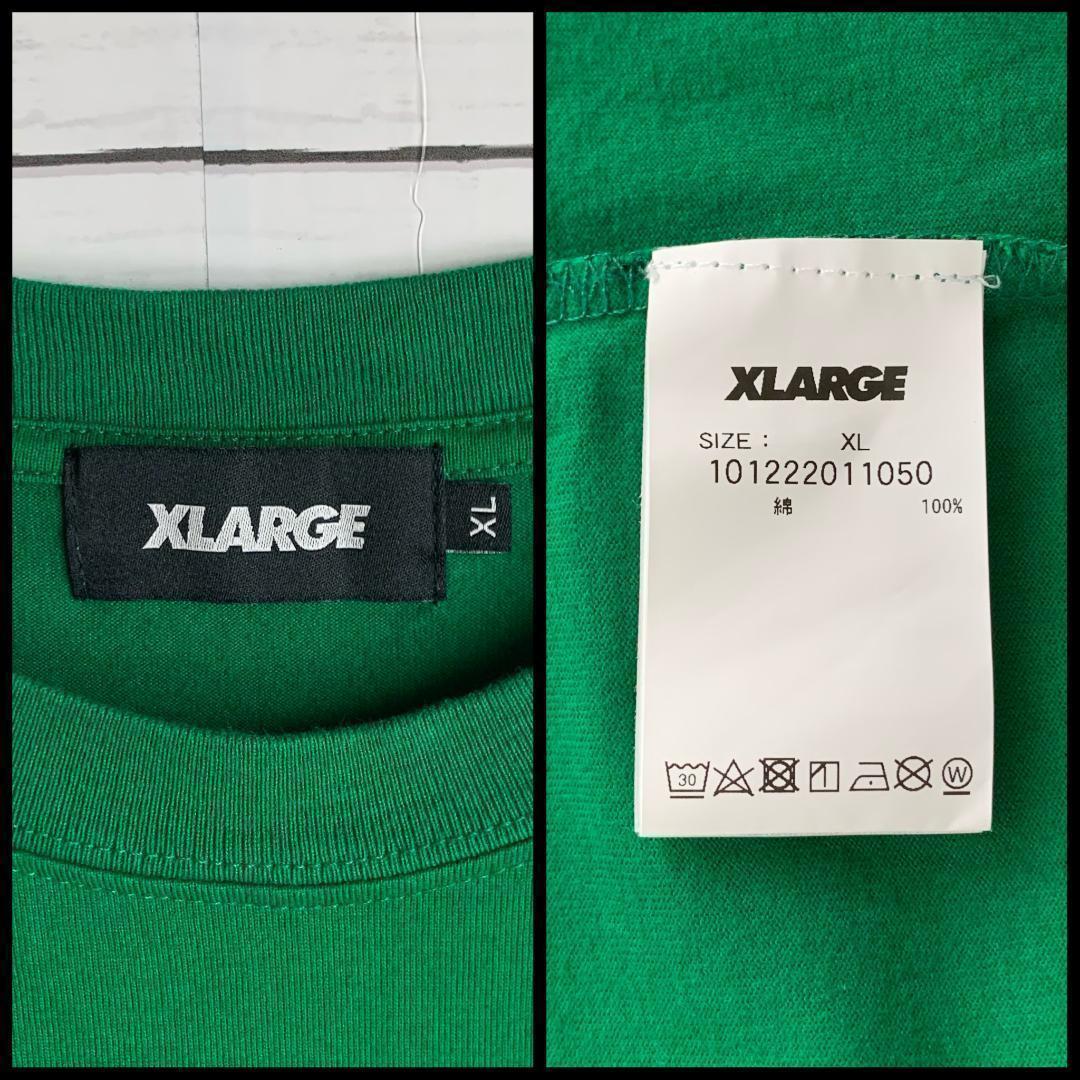 XLARGE
XL
XLARGE
SIZE : XL
101222011050
綿 100%
30
W